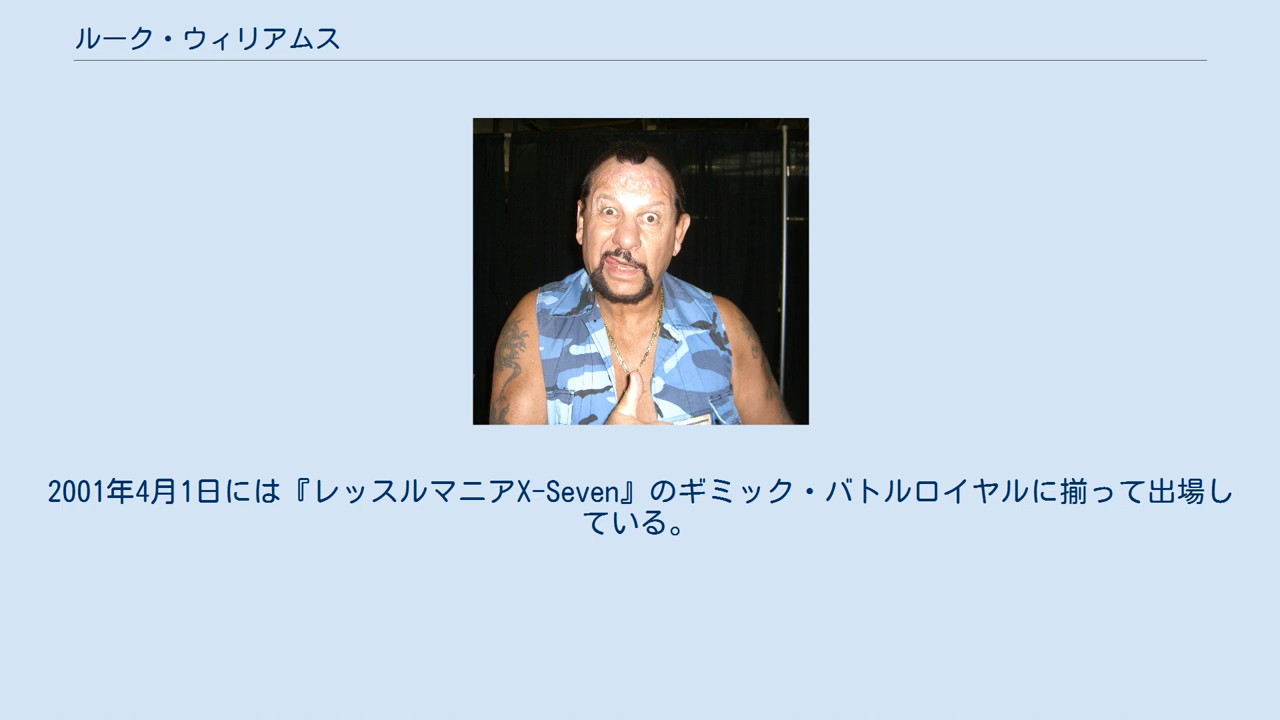 ルーク・ウィリアムス
2001年4月1日には『レッスルマニアX-Seven』のギミック・バトルロイヤルに揃って出場し
ている。